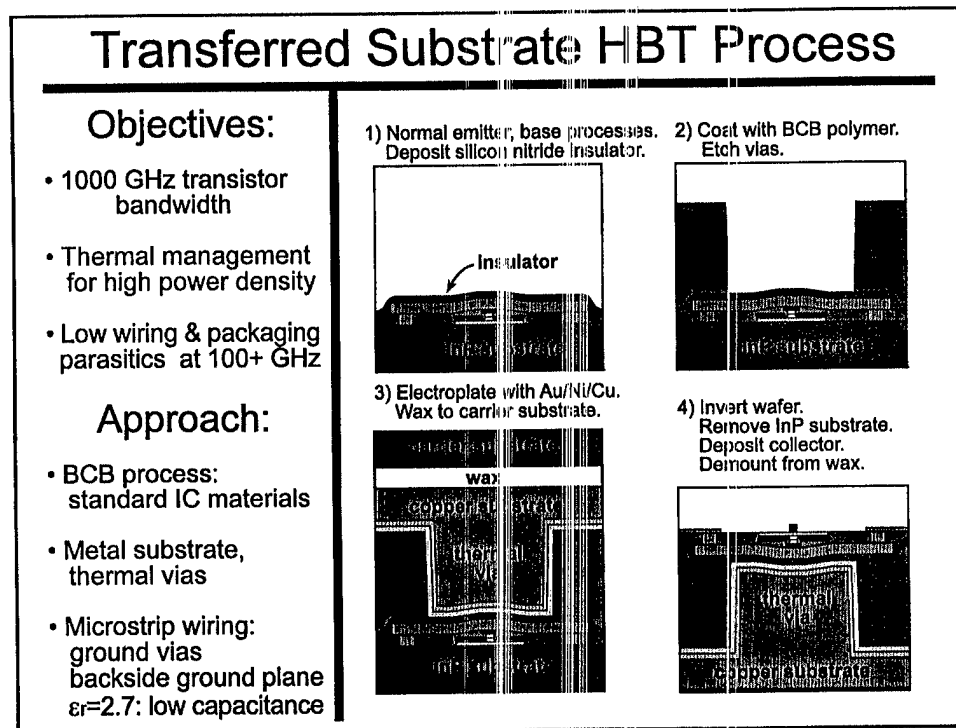 Transferred Substrate HBT Process
Objectives:
• 1000 GHz transistor
bandwidth
• Thermal management
for high power density
• Low wiring & packaging
parasitics at 100+ GHz
Approach:
• BCB process:
standard IC materials
• Metal substrate,
thermal vias
• Microstrip wiring:
ground vias
backside ground plane
εr=2.7: low capacitance
1) Normal emitter, base processes.
Deposit silicon nitride insulator.
Insulator
InP substrate
2) Coat with BCB polymer.
Etch vias.
InP substrate
3) Electroplate with Au/Ni/Cu.
Wax to carrier substrate.
carrier substrate
wax
copper substrate
thermal
Via
InP substrate
4) Invert wafer.
Remove InP substrate.
Deposit collector.
Demount from wax.
thermal
Via
copper substrate